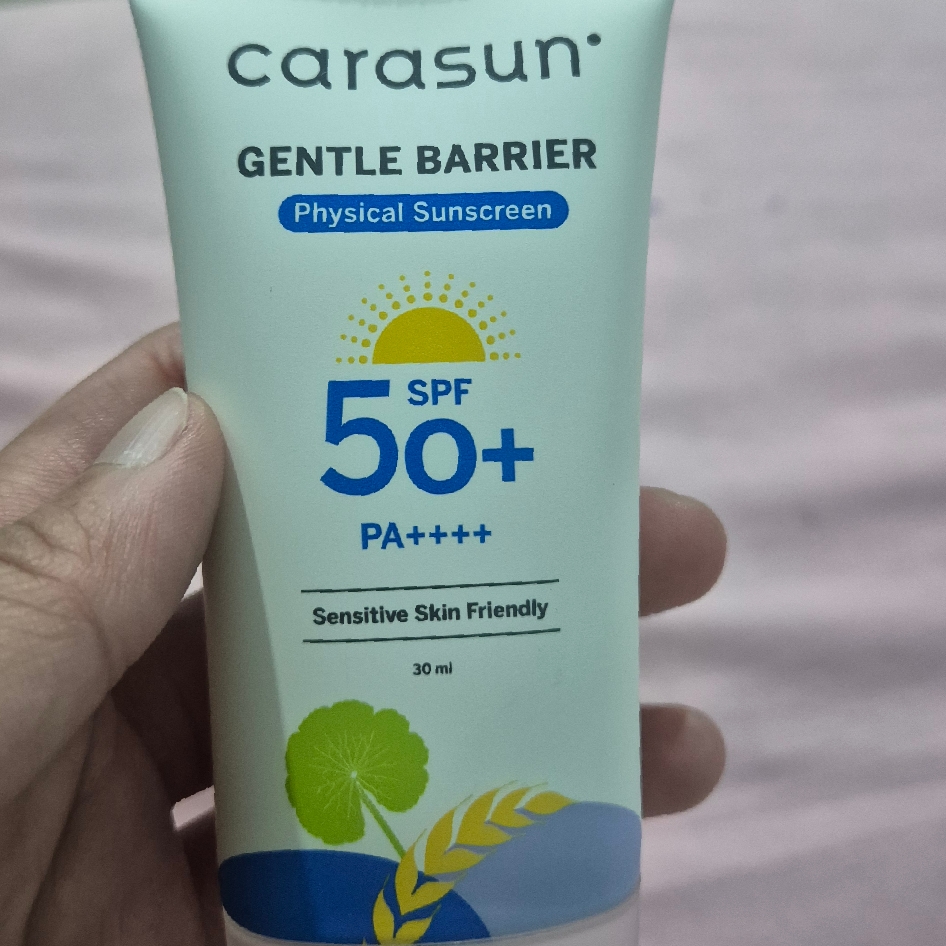 carasun
GENTLE BARRIER
Physical Sunscreen
SPF
50+
PA++++
Sensitive Skin Friendly
30 ml